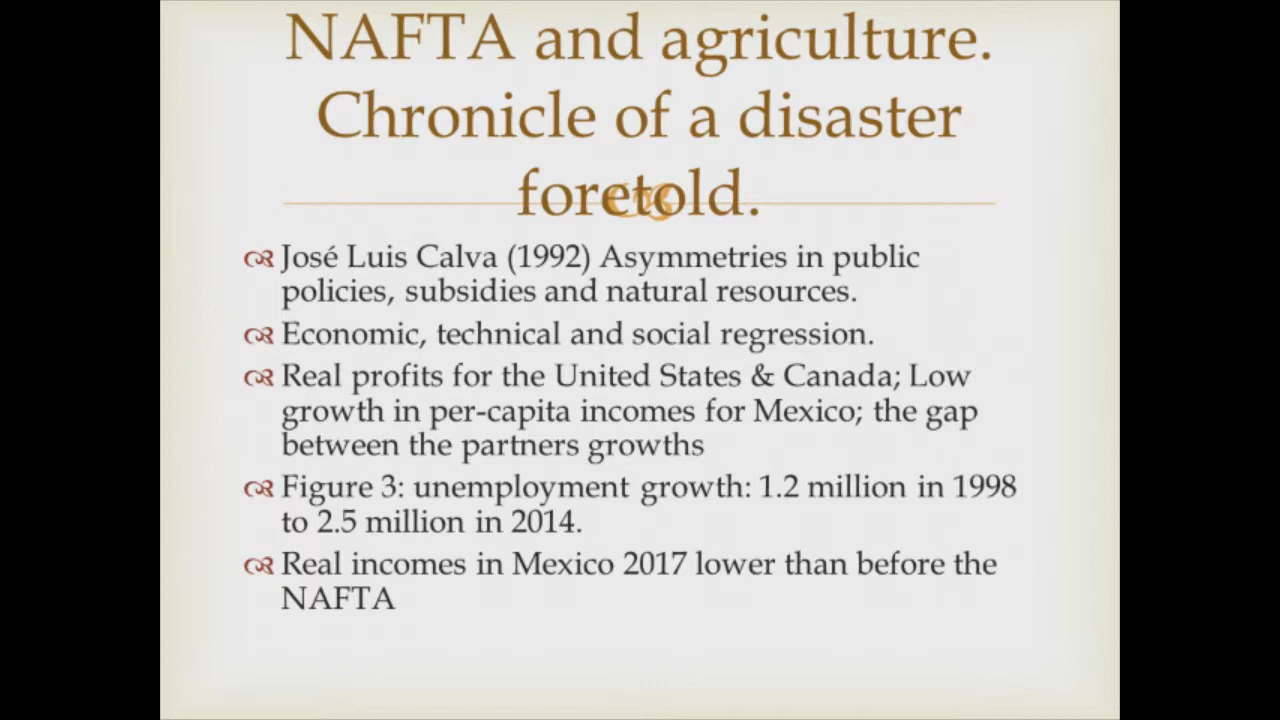 NAFTA and agriculture.
Chronicle of a disaster
foretold.
José Luis Calva (1992) Asymmetries in public
policies, subsidies and natural resources.
Economic, technical and social regression.
Real profits for the United States & Canada; Low
growth in per-capita incomes for Mexico; the gap
between the partners growths
Figure 3: unemployment growth: 1.2 million in 1998
to 2.5 million in 2014.
Real incomes in Mexico 2017 lower than before the
NAFTA